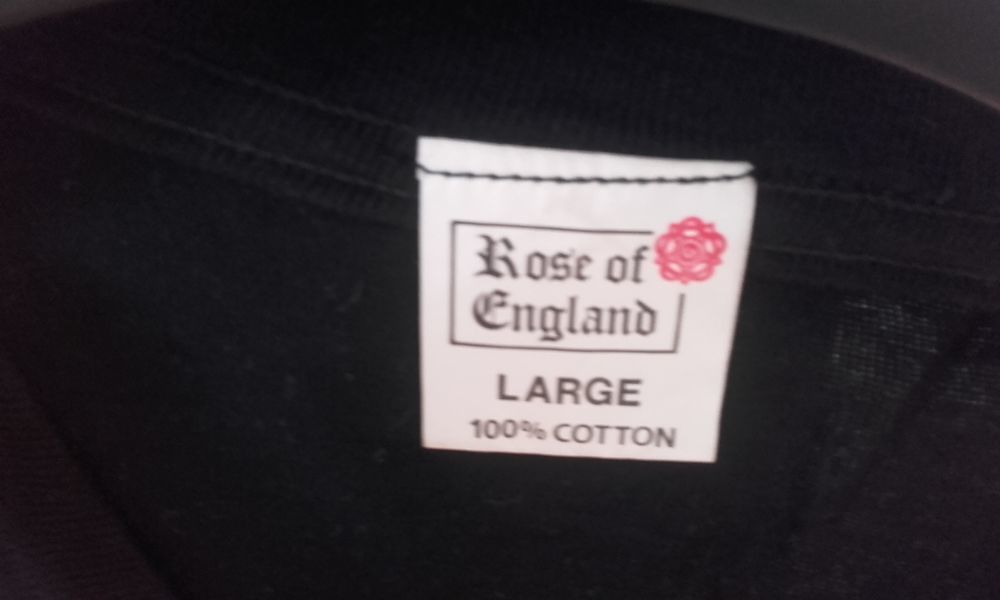 Rose of
England
LARGE
100% COTTON